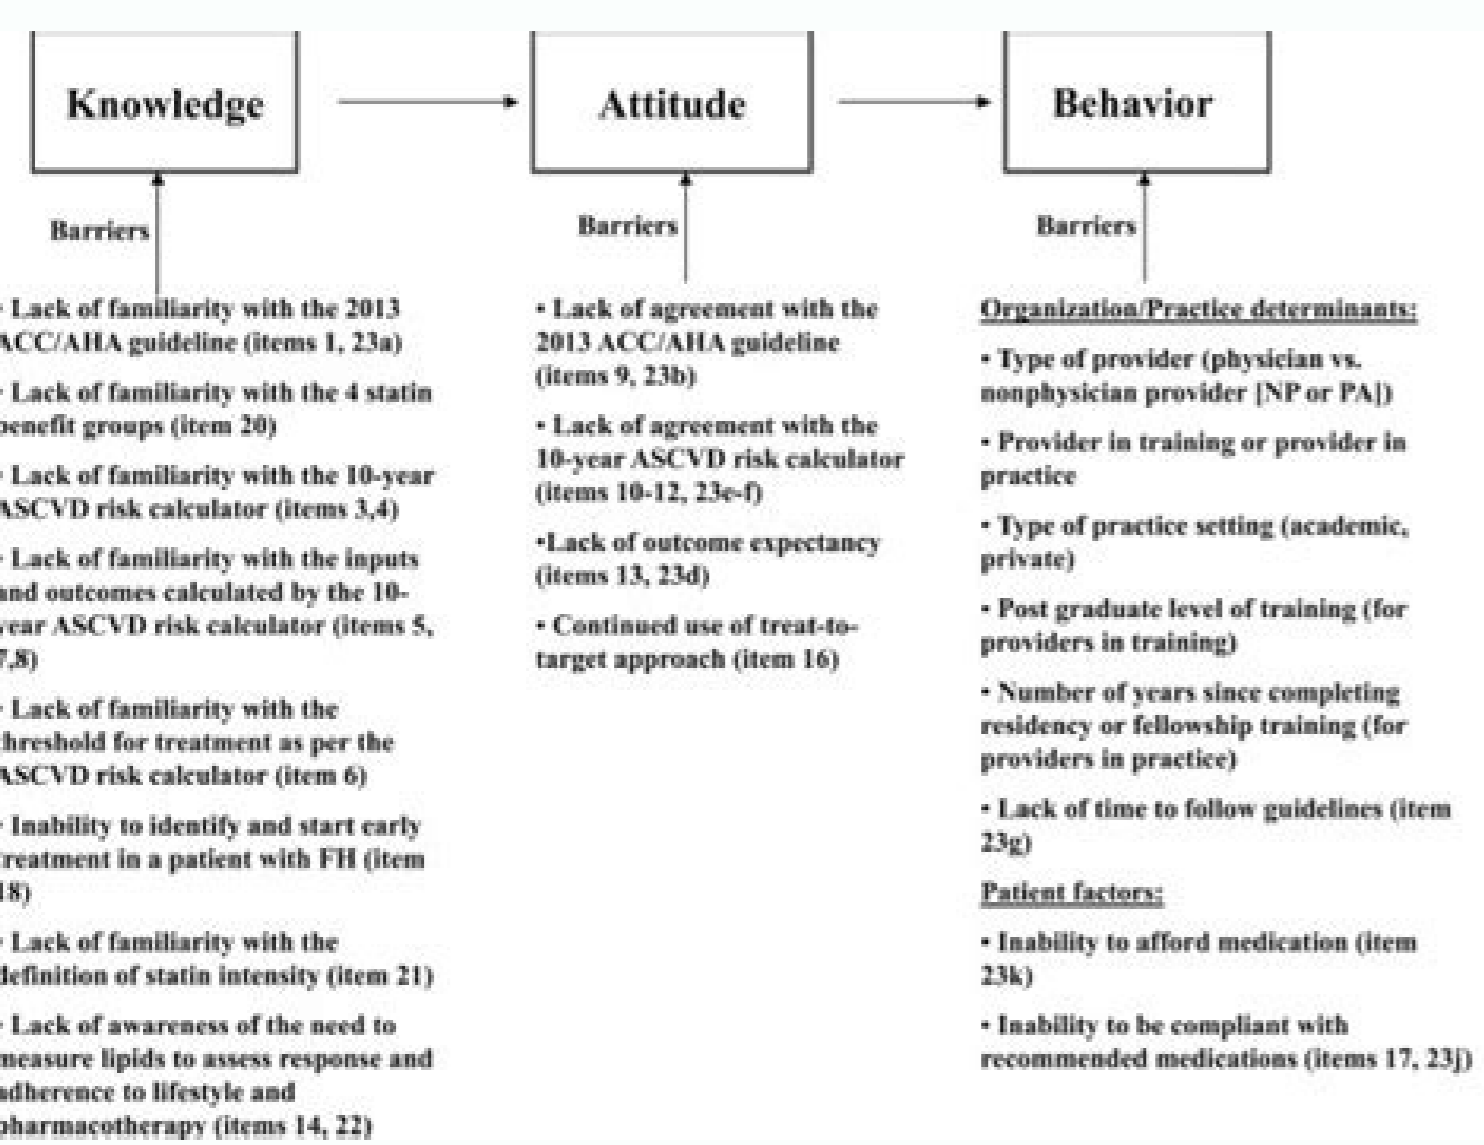 Knowledge
Attitude
Behavior
Barriers
Barriers
Barriers
• Lack of familiarity with the 2013
ACC/AHA guideline (items 1, 23a)
• Lack of familiarity with the 4 statin
benefit groups (item 20)
• Lack of familiarity with the 10-year
ASCVD risk calculator (items 3,4)
• Lack of familiarity with the inputs
and outcomes calculated by the 10-
year ASCVD risk calculator (items 5,
7,8)
• Lack of familiarity with the
threshold for treatment as per the
ASCVD risk calculator (item 6)
• Inability to identify and start early
treatment in a patient with FH (item
18)
• Lack of familiarity with the
definition of statin intensity (item 21)
• Lack of awareness of the need to
measure lipids to assess response and
adherence to lifestyle and
pharmacotherapy (items 14, 22)
• Lack of agreement with the
2013 ACC/AHA guideline
(items 9, 23b)
• Lack of agreement with the
10-year ASCVD risk calculator
(items 10-12, 23e-f)
•Lack of outcome expectancy
(items 13, 23d)
• Continued use of treat-to-
target approach (item 16)
Organization/Practice determinants:
• Type of provider (physician vs.
nonphysician provider [NP or PA])
• Provider in training or provider in
practice
• Type of practice setting (academic,
private)
• Post graduate level of training (for
providers in training)
• Number of years since completing
residency or fellowship training (for
providers in practice)
• Lack of time to follow guidelines (item
23g)
Patient factors:
• Inability to afford medication (item
23k)
• Inability to be compliant with
recommended medications (items 17, 23j)